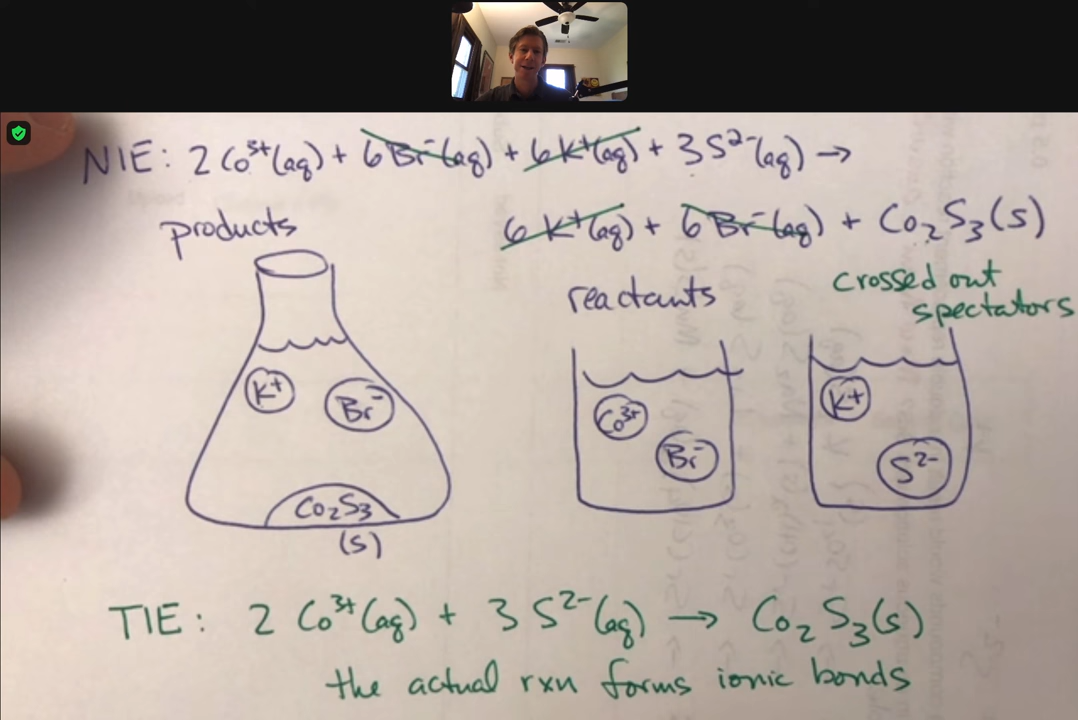 NIE: 2 Co³⁺(aq) + 6 Br⁻(aq) + 6 K⁺(aq) + 3 S²⁻(aq) →
6 K⁺(aq) + 6 Br⁻(aq) + Co₂S₃(s)
products
reactants
crossed out
spectators
K⁺
Br⁻
Co₂S₃
(s)
Co³⁺
Br⁻
K⁺
S²⁻
TIE: 2 Co³⁺(aq) + 3 S²⁻(aq) → Co₂S₃(s)
the actual rxn forms ionic bonds